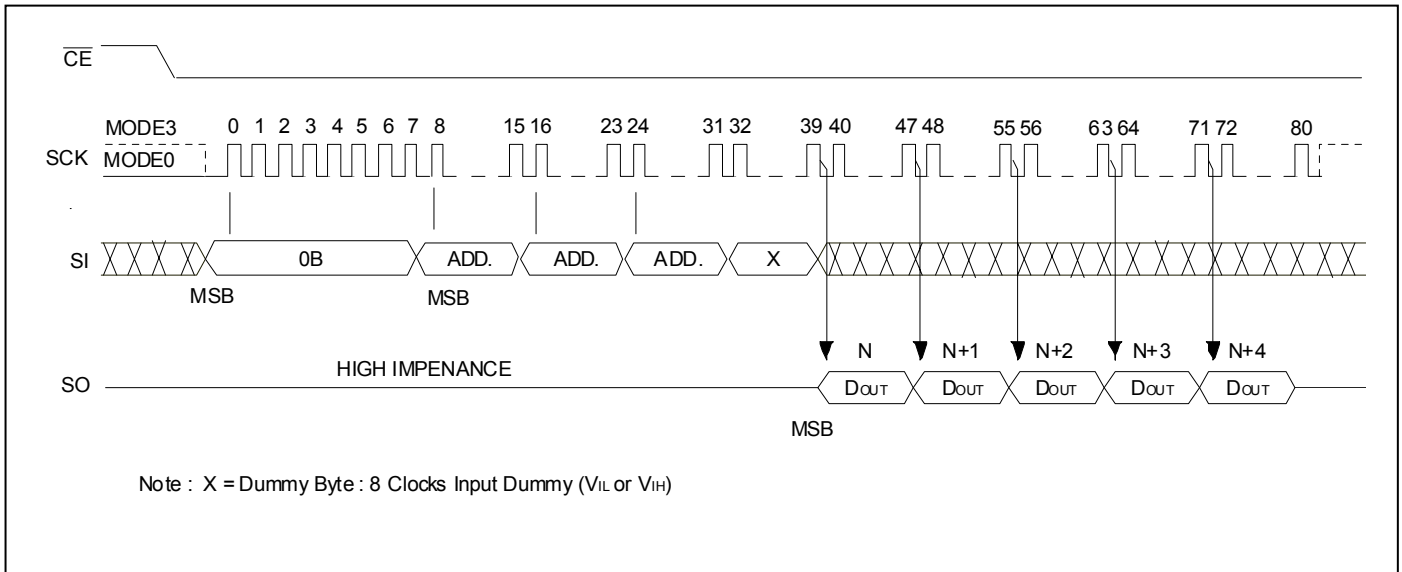 CE
MODE3 0 1 2 3 4 5 6 7 8 15 16 23 24 31 32 39 40 47 48 55 56 63 64 71 72 80
SCK MODE0
SI 0B ADD. ADD. ADD. X
MSB MSB
N N+1 N+2 N+3 N+4
HIGH IMPENANCE
SO DOUT DOUT DOUT DOUT DOUT
MSB
Note : X = Dummy Byte : 8 Clocks Input Dummy (VIL or VIH)